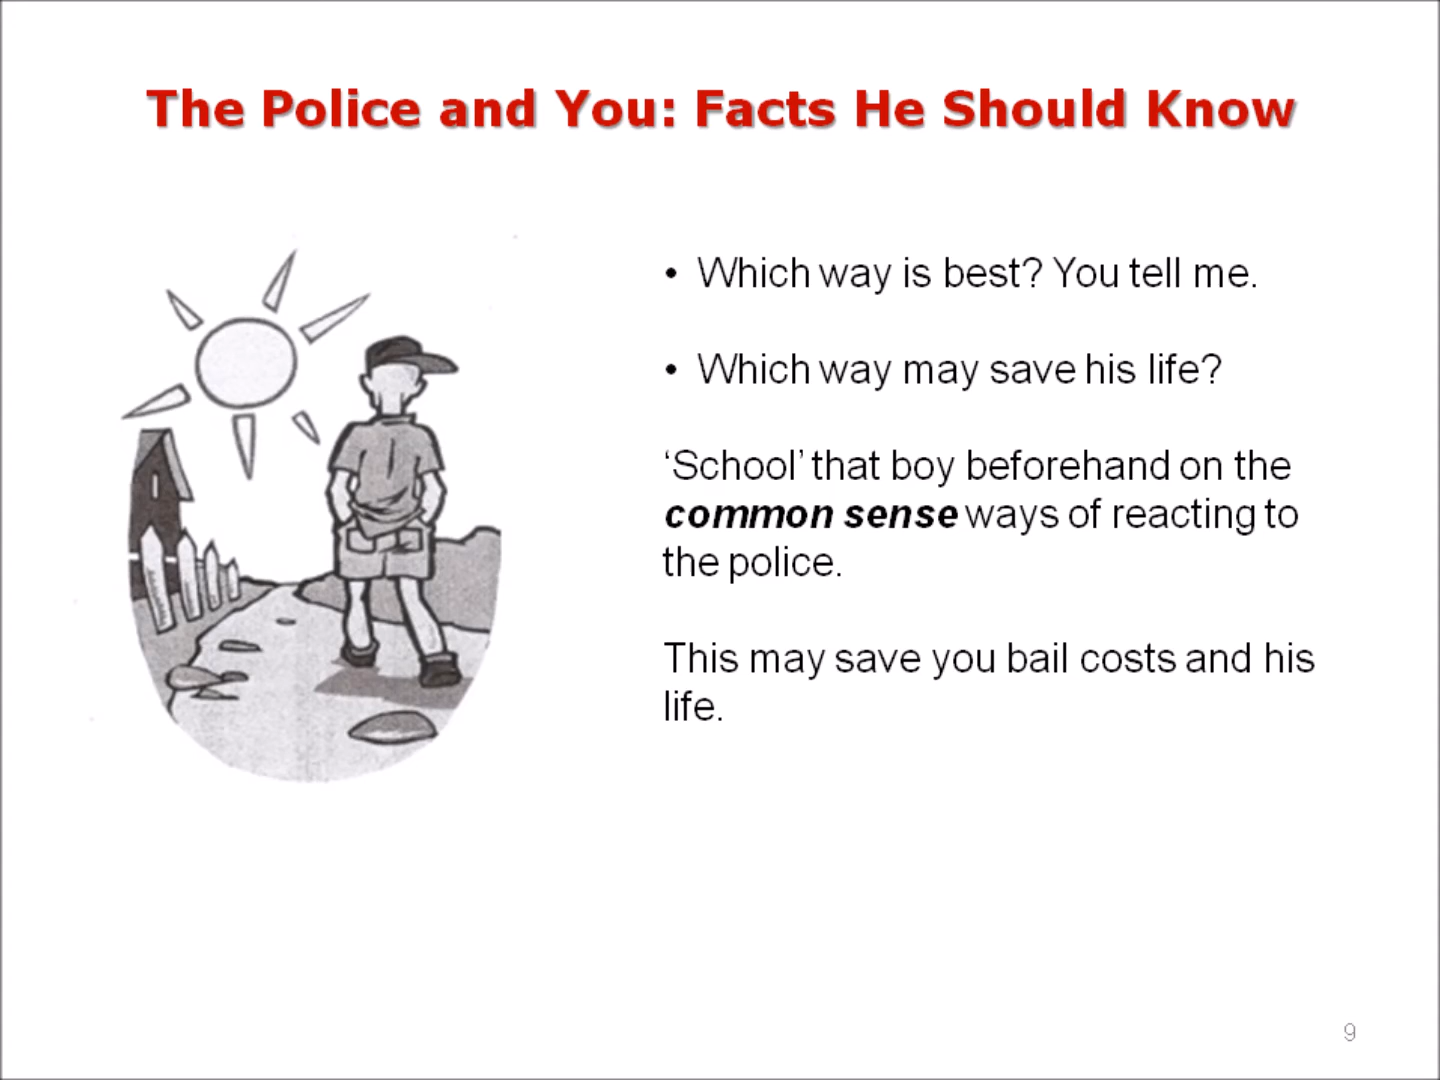 The Police and You: Facts He Should Know
• Which way is best? You tell me.
• Which way may save his life?
‘School’ that boy beforehand on the
common sense ways of reacting to
the police.
This may save you bail costs and his
life.
9